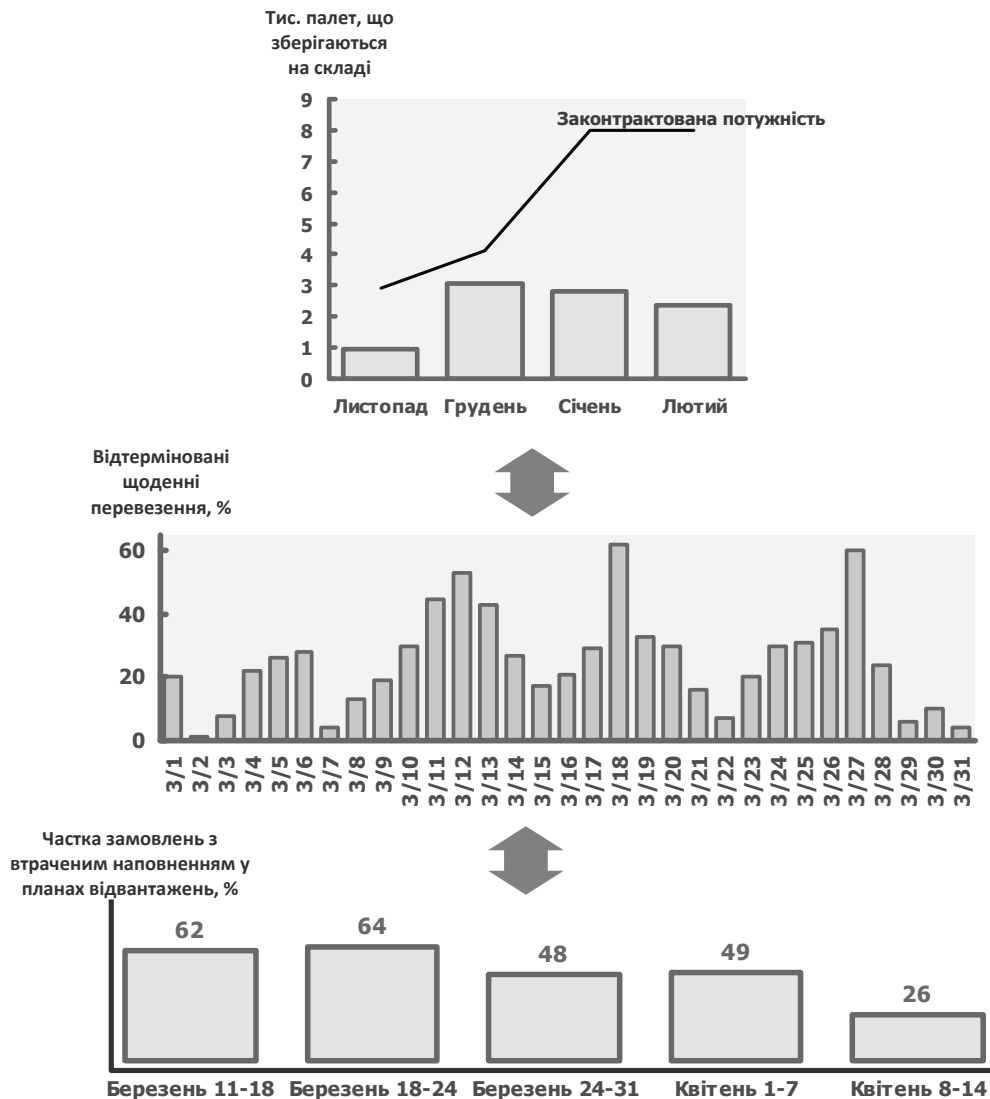 Тис. палет, що
зберігаються
на складі
9
Законтрактована потужність
8
7
6
5
4
3
2
1
0
Листопад Грудень Січень Лютий
Відтерміновані
щоденні
перевезення, %
60
40
20
0
3/1 3/2 3/3 3/4 3/5 3/6 3/7 3/8 3/9 3/10 3/11 3/12 3/13 3/14 3/15 3/16 3/17 3/18 3/19 3/20 3/21 3/22 3/23 3/24 3/25 3/26 3/27 3/28 3/29 3/30 3/31
Частка замовлень з
втраченим наповненням у
планах відвантажень, %
62 64 48 49 26
Березень 11-18 Березень 18-24 Березень 24-31 Квітень 1-7 Квітень 8-14